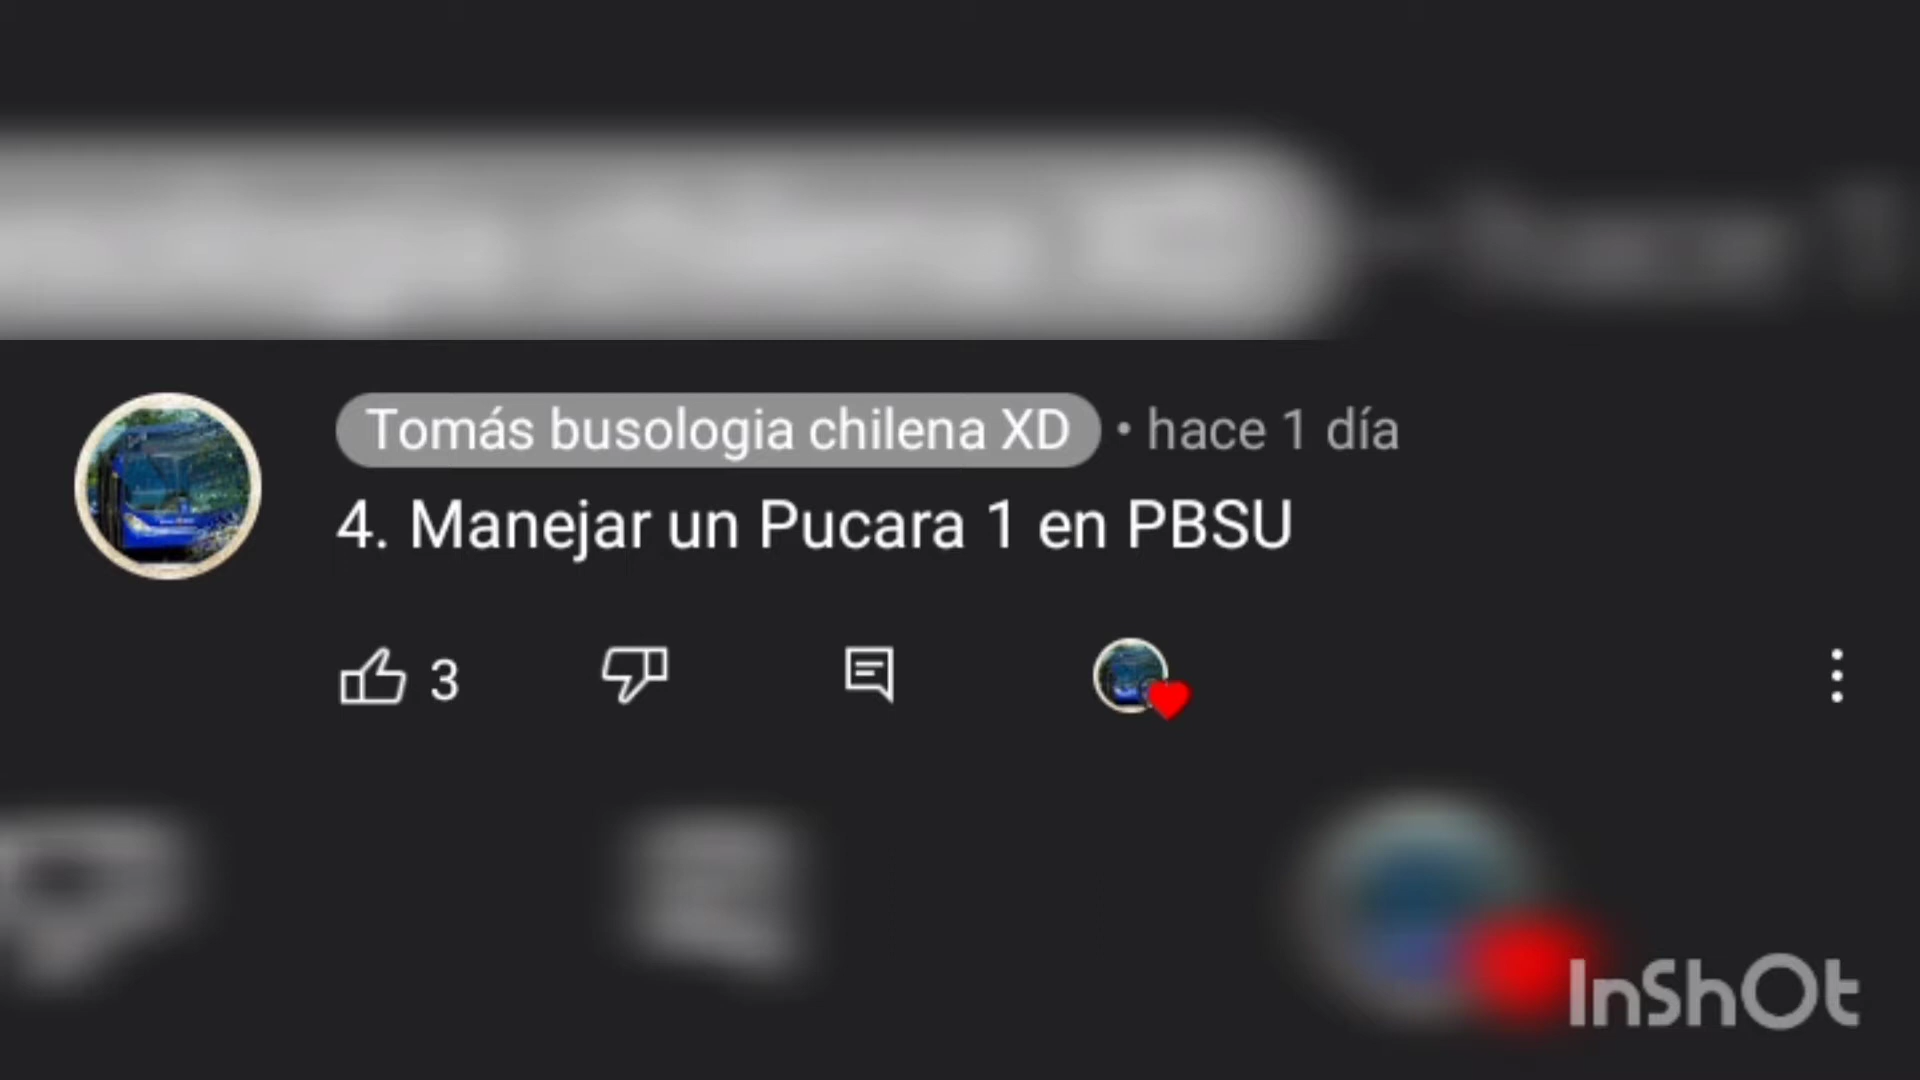 Tomás busologia chilena XD • hace 1 día
4. Manejar un Pucara 1 en PBSU
3
InShOt